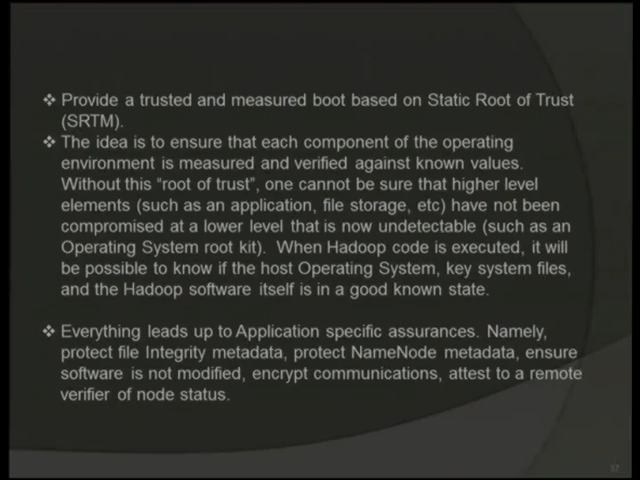 ❖ Provide a trusted and measured boot based on Static Root of Trust
(SRTM).
❖ The idea is to ensure that each component of the operating
environment is measured and verified against known values.
Without this “root of trust”, one cannot be sure that higher level
elements (such as an application, file storage, etc) have not been
compromised at a lower level that is now undetectable (such as an
Operating System root kit). When Hadoop code is executed, it will
be possible to know if the host Operating System, key system files,
and the Hadoop software itself is in a good known state.
❖ Everything leads up to Application specific assurances. Namely,
protect file Integrity metadata, protect NameNode metadata, ensure
software is not modified, encrypt communications, attest to a remote
verifier of node status.
37